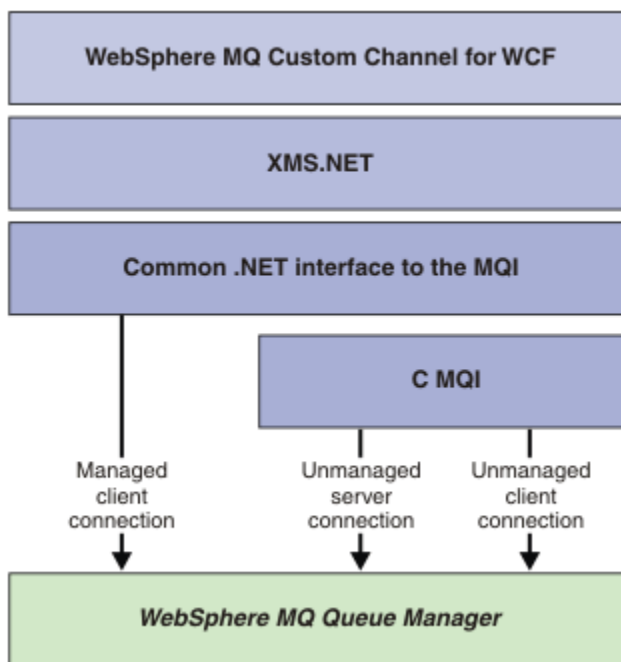 WebSphere MQ Custom Channel for WCF
XMS.NET
Common .NET interface to the MQI
C MQI
Managed
client
connection
Unmanaged
server
connection
Unmanaged
client
connection
WebSphere MQ Queue Manager